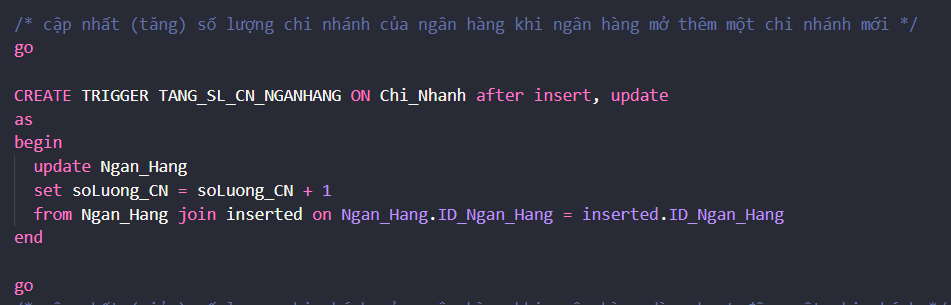 /* cập nhất (tăng) số lượng chi nhánh của ngân hàng khi ngân hàng mở thêm một chi nhánh mới */
go
CREATE TRIGGER TANG_SL_CN_NGANHANG ON Chi_Nhanh after insert, update
as
begin
update Ngan_Hang
set soLuong_CN = soLuong_CN + 1
from Ngan_Hang join inserted on Ngan_Hang.ID_Ngan_Hang = inserted.ID_Ngan_Hang
end
go